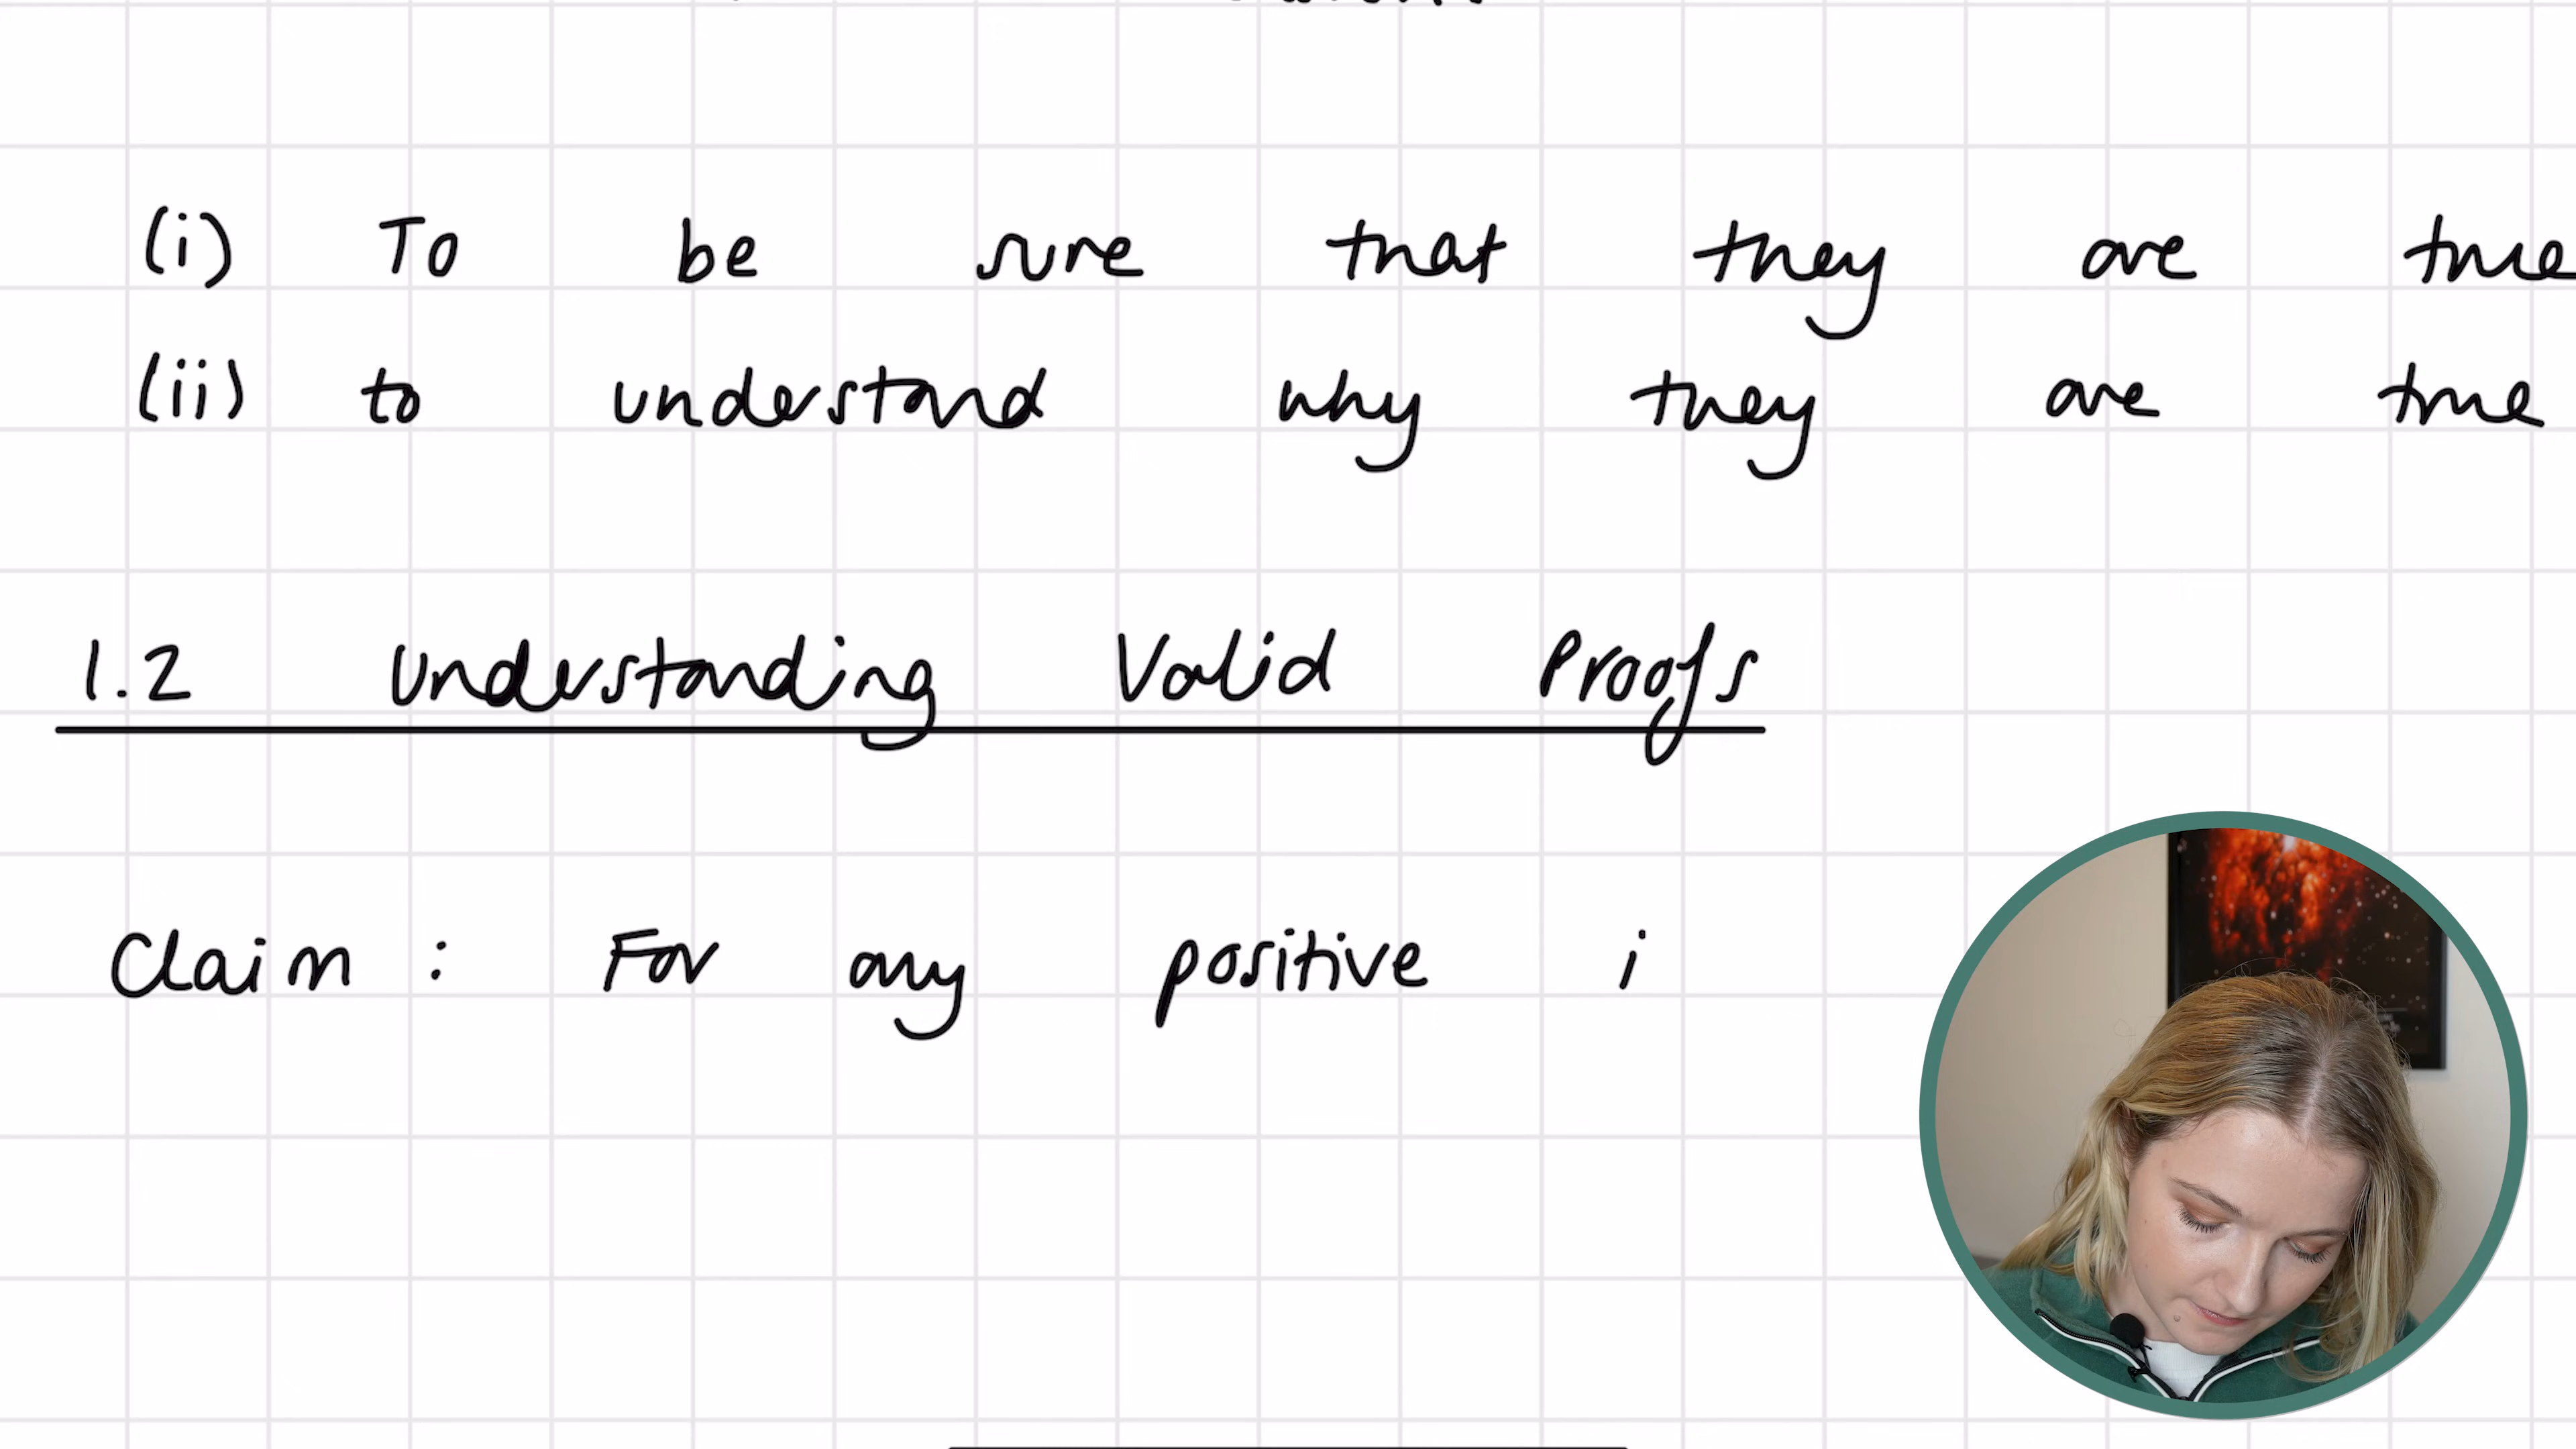 (i) To be sure that they are true
(ii) to understand why they are true
1.2 Understanding Valid Proofs
Claim : For any positive i